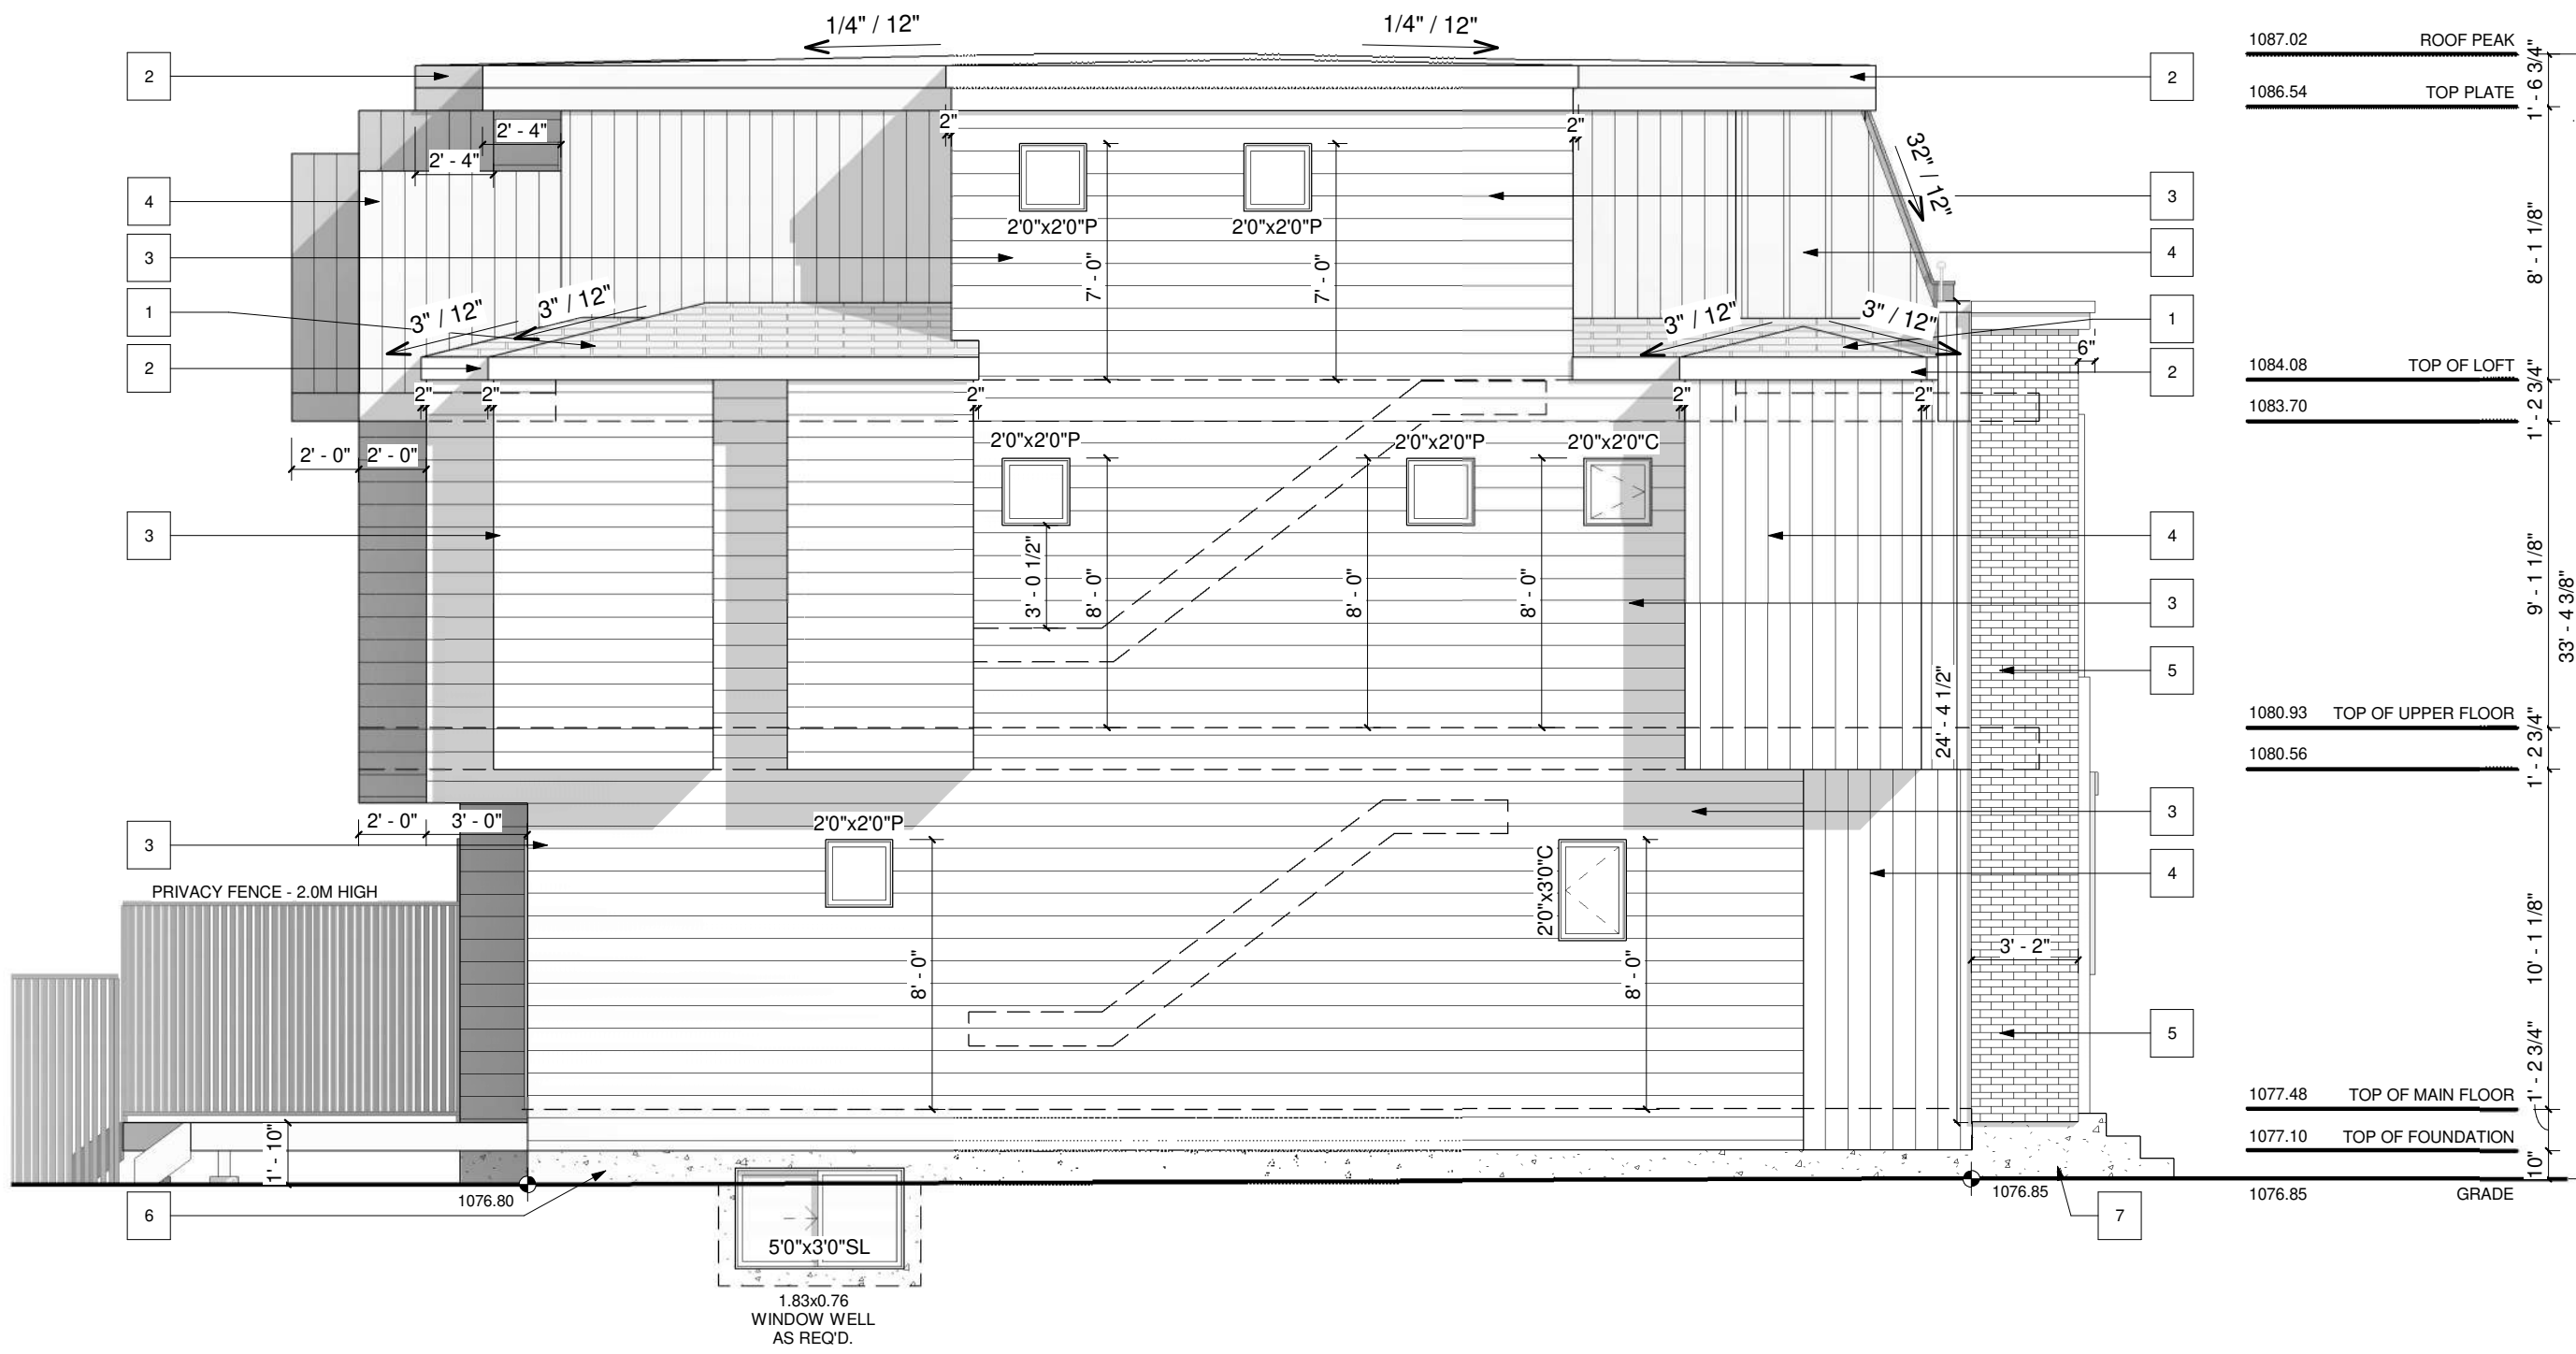 1/4" / 12"
1/4" / 12"
1087.02 ROOF PEAK
1' - 6 3/4"
2
2
1086.54 TOP PLATE
2' - 4"
2' - 4"
2"
2"
32" / 12"
4
3
2'0"x2'0"P
2'0"x2'0"P
8' - 1 1/8"
3
4
7' - 0"
7' - 0"
1
3" / 12"
3" / 12"
3" / 12"
3" / 12"
1
6"
2
2
1084.08 TOP OF LOFT
2"
2"
2"
2"
2"
1' - 2 3/4"
1083.70
2' - 0"
2' - 0"
2'0"x2'0"P
2'0"x2'0"P
2'0"x2'0"C
3
4
3' - 0 1/2"
8' - 0"
8' - 0"
8' - 0"
3
9' - 1 1/8"
33' - 4 3/8"
5
24' - 4 1/2"
1080.93 TOP OF UPPER FLOOR
1' - 2 3/4"
1080.56
2' - 0"
3' - 0"
2'0"x2'0"P
3
3
2'0"x3'0"C
4
PRIVACY FENCE - 2.0M HIGH
8' - 0"
8' - 0"
3' - 2"
10' - 1 1/8"
5
1077.48 TOP OF MAIN FLOOR
1' - 2 3/4"
1' - 10"
1077.10 TOP OF FOUNDATION
10"
1076.80
1076.85
1076.85 GRADE
6
7
5'0"x3'0"SL
1.83x0.76
WINDOW WELL
AS REQ'D.